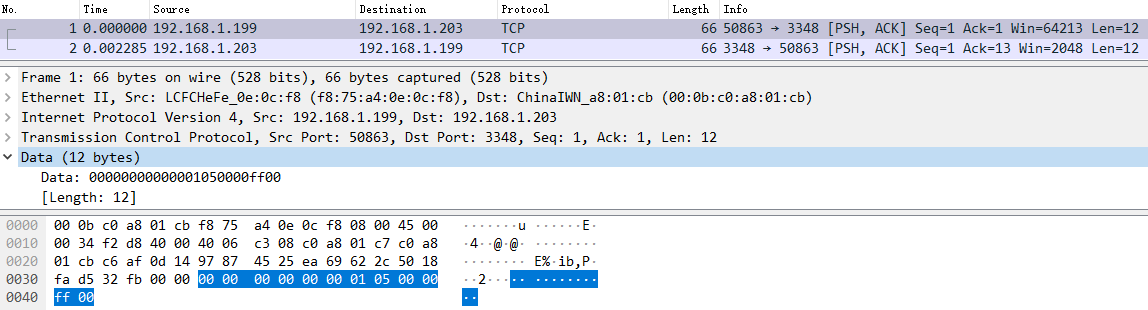 No. Time Source Destination Protocol Length Info
1 0.000000 192.168.1.199 192.168.1.203 TCP 66 50863 → 3348 [PSH, ACK] Seq=1 Ack=1 Win=64213 Len=12
2 0.002285 192.168.1.203 192.168.1.199 TCP 66 3348 → 50863 [PSH, ACK] Seq=1 Ack=13 Win=2048 Len=12
Frame 1: 66 bytes on wire (528 bits), 66 bytes captured (528 bits)
Ethernet II, Src: LCFCHeFe_0e:0c:f8 (f8:75:a4:0e:0c:f8), Dst: ChinaIWN_a8:01:cb (00:0b:c0:a8:01:cb)
Internet Protocol Version 4, Src: 192.168.1.199, Dst: 192.168.1.203
Transmission Control Protocol, Src Port: 50863, Dst Port: 3348, Seq: 1, Ack: 1, Len: 12
Data (12 bytes)
Data: 00000000000001050000ff00
[Length: 12]
0000 00 0b c0 a8 01 cb f8 75 a4 0e 0c f8 08 00 45 00 ·······u ······E·
0010 00 34 f2 d8 40 00 40 06 c3 08 c0 a8 01 c7 c0 a8 ·4··@·@· ········
0020 01 cb c6 af 0d 14 97 87 45 25 ea 69 62 2c 50 18 ········ E%·ib,P·
0030 fa d5 32 fb 00 00 00 00 00 00 00 00 01 05 00 00 ··2····· ········
0040 ff 00 ··